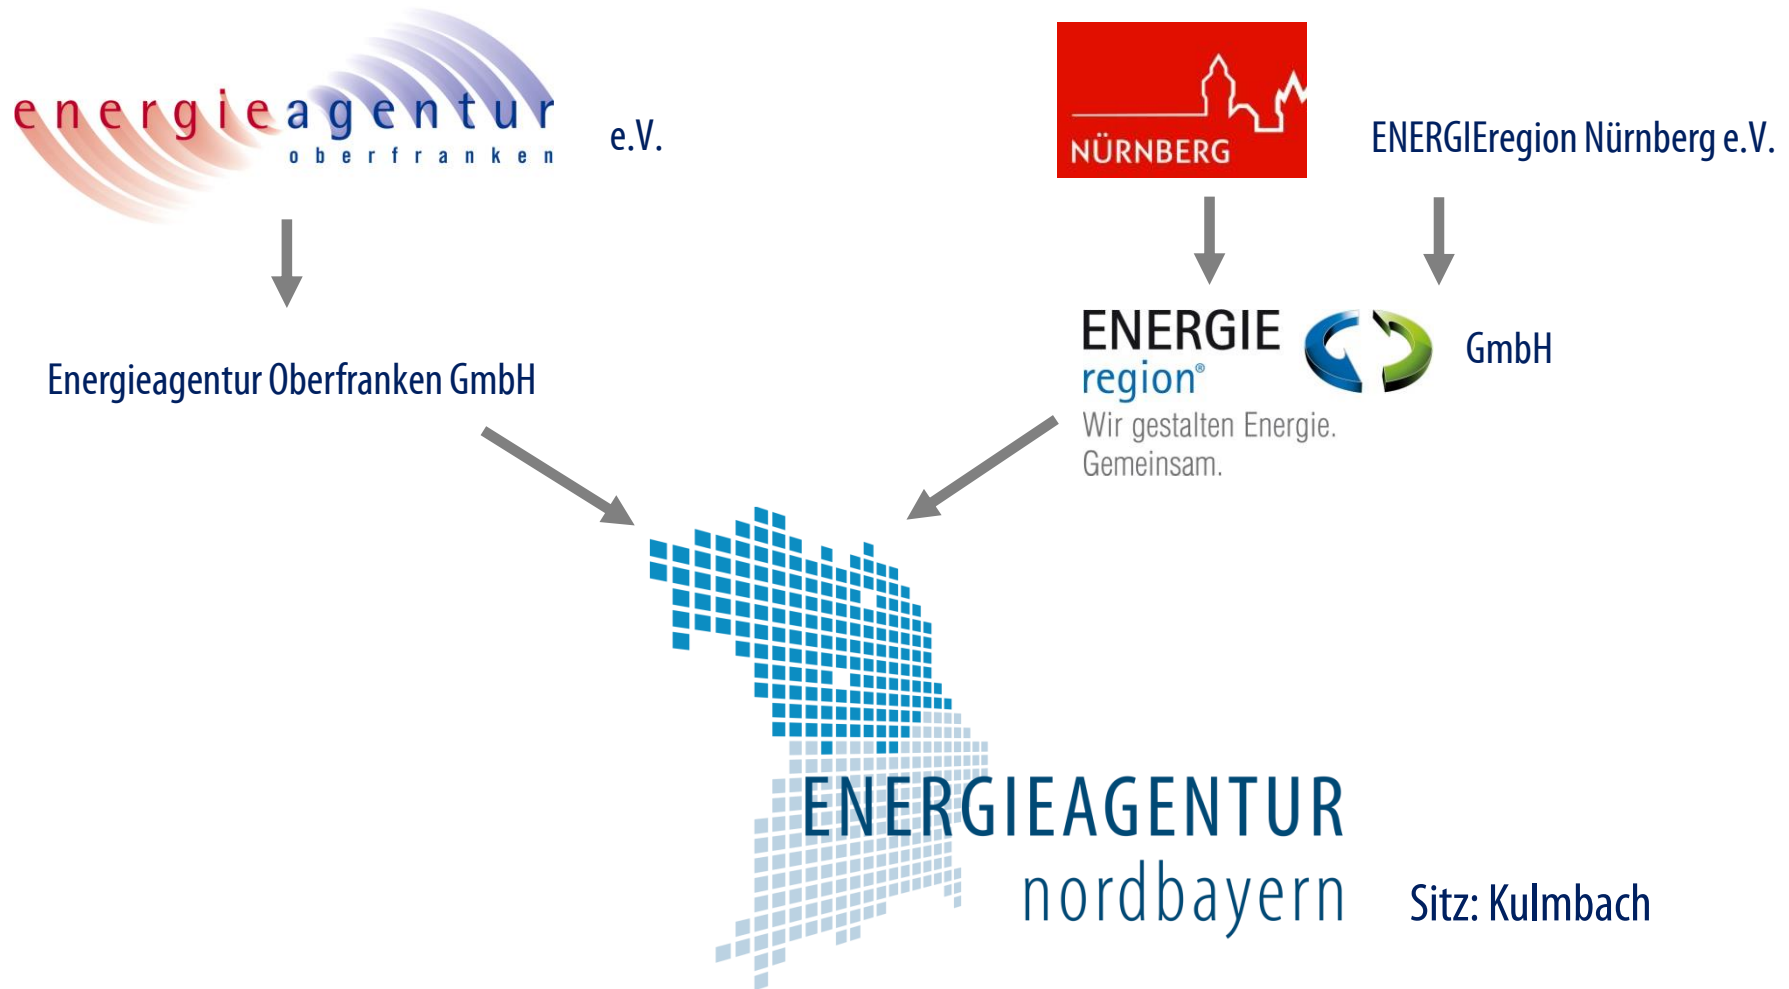 energieagentur
oberfranken
e.V.
NÜRNBERG
ENERGIEregion Nürnberg e.V.
Energieagentur Oberfranken GmbH
ENERGIE
region®
Wir gestalten Energie.
Gemeinsam.
GmbH
ENERGIEAGENTUR
nordbayern
Sitz: Kulmbach